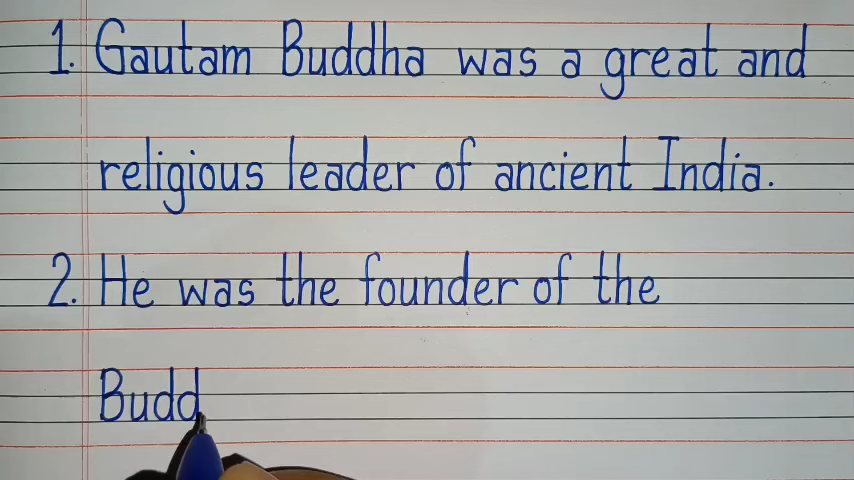 1. Gautam Buddha was a great and
religious leader of ancient India.
2. He was the founder of the
Budd